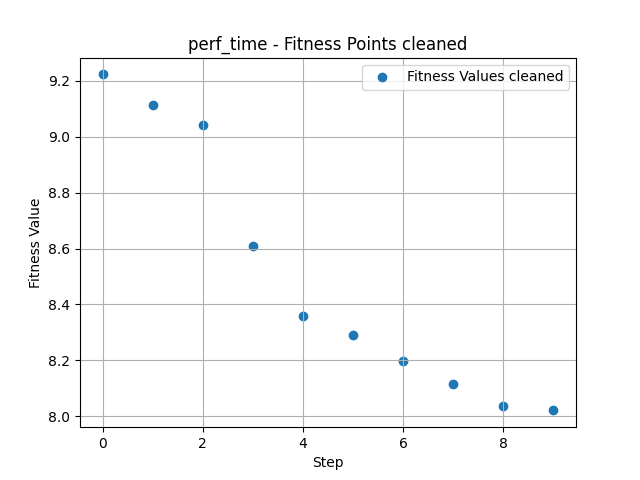 perf_time - Fitness Points cleaned
Fitness Values cleaned
9.2
9.0
8.8
8.6
8.4
8.2
8.0
Fitness Value
0 2 4 6 8
Step